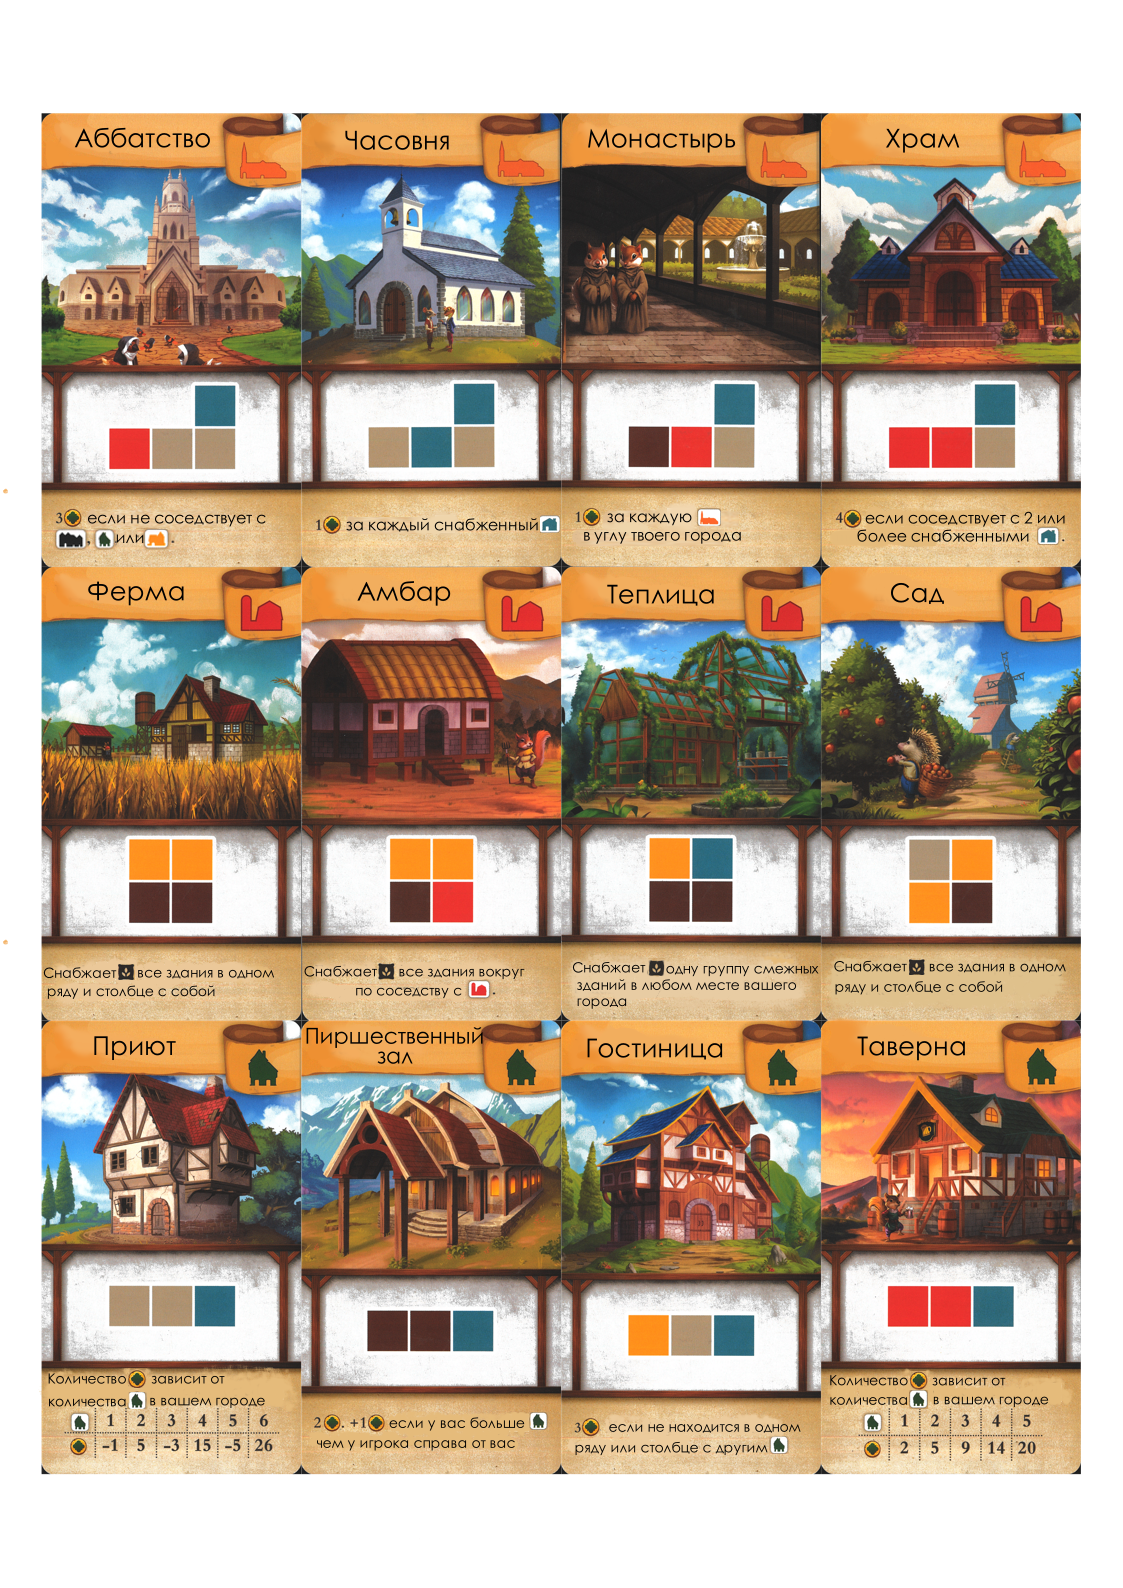 Аббатство
3 если не соседствует с
, или .
Часовня
1 за каждый снабженный
Монастырь
1 за каждую
в углу твоего города
Храм
4 если соседствует с 2 или
более снабженными .
Ферма
Снабжает все здания в одном
ряду и столбце с собой
Амбар
Снабжает все здания вокруг
по соседству с .
Теплица
Снабжает одну группу смежных
зданий в любом месте вашего
города
Сад
Снабжает все здания в одном
ряду и столбце с собой
Приют
Количество зависит от
количества в вашем городе
1 2 3 4 5 6
–1 5 –3 15 –5 26
Пиршественный
зал
2 . +1 если у вас больше
чем у игрока справа от вас
Гостиница
3 если не находится в одном
ряду или столбце с другим
Таверна
Количество зависит от
количества в вашем городе
1 2 3 4 5
2 5 9 14 20